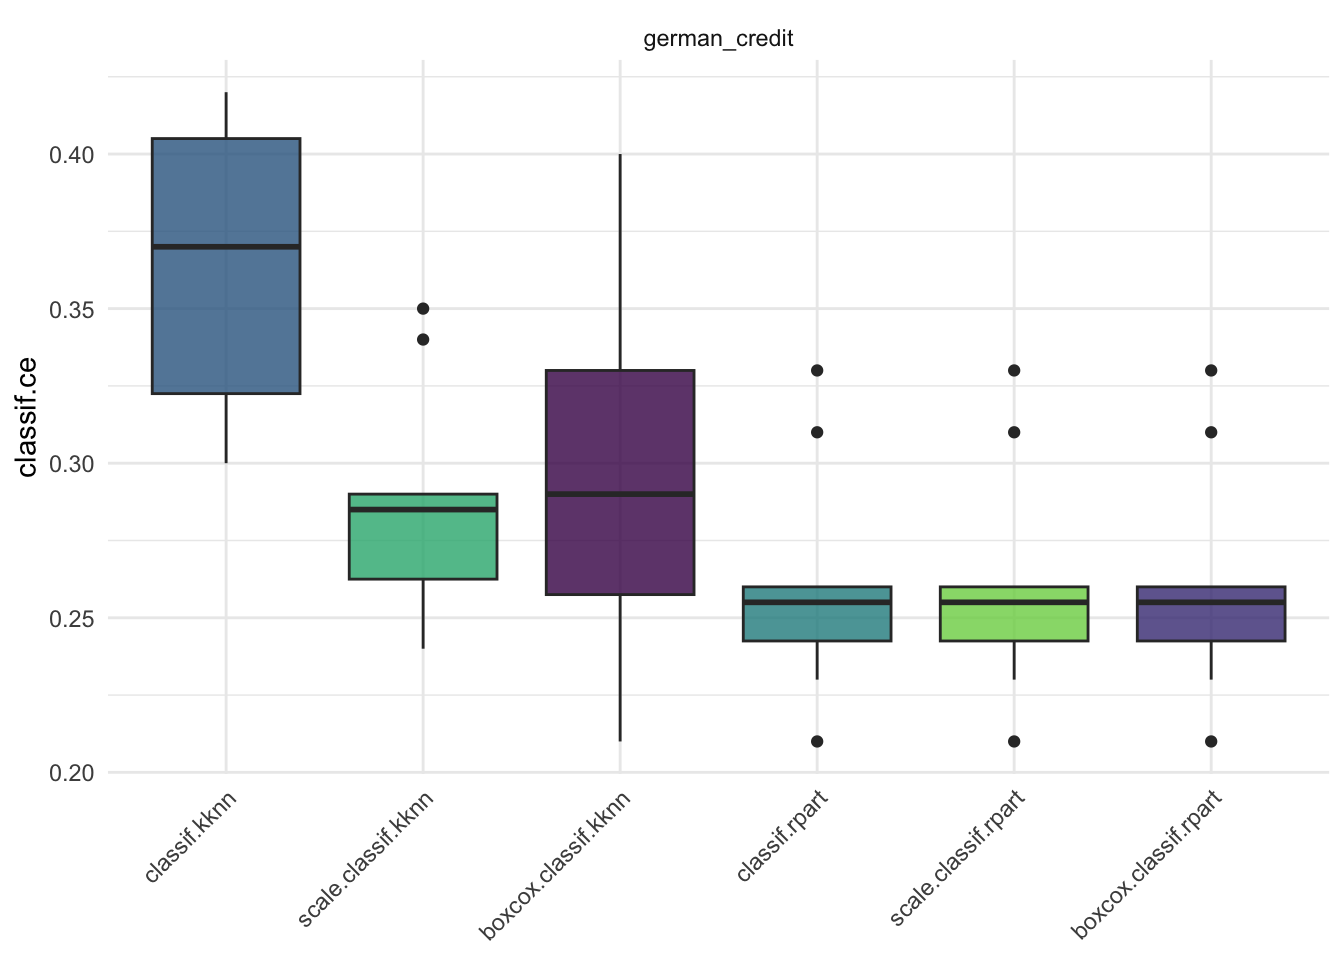 german_credit
classif.ce
0.40
0.35
0.30
0.25
0.20
classif.kknn
scale.classif.kknn
boxcox.classif.kknn
classif.rpart
scale.classif.rpart
boxcox.classif.rpart